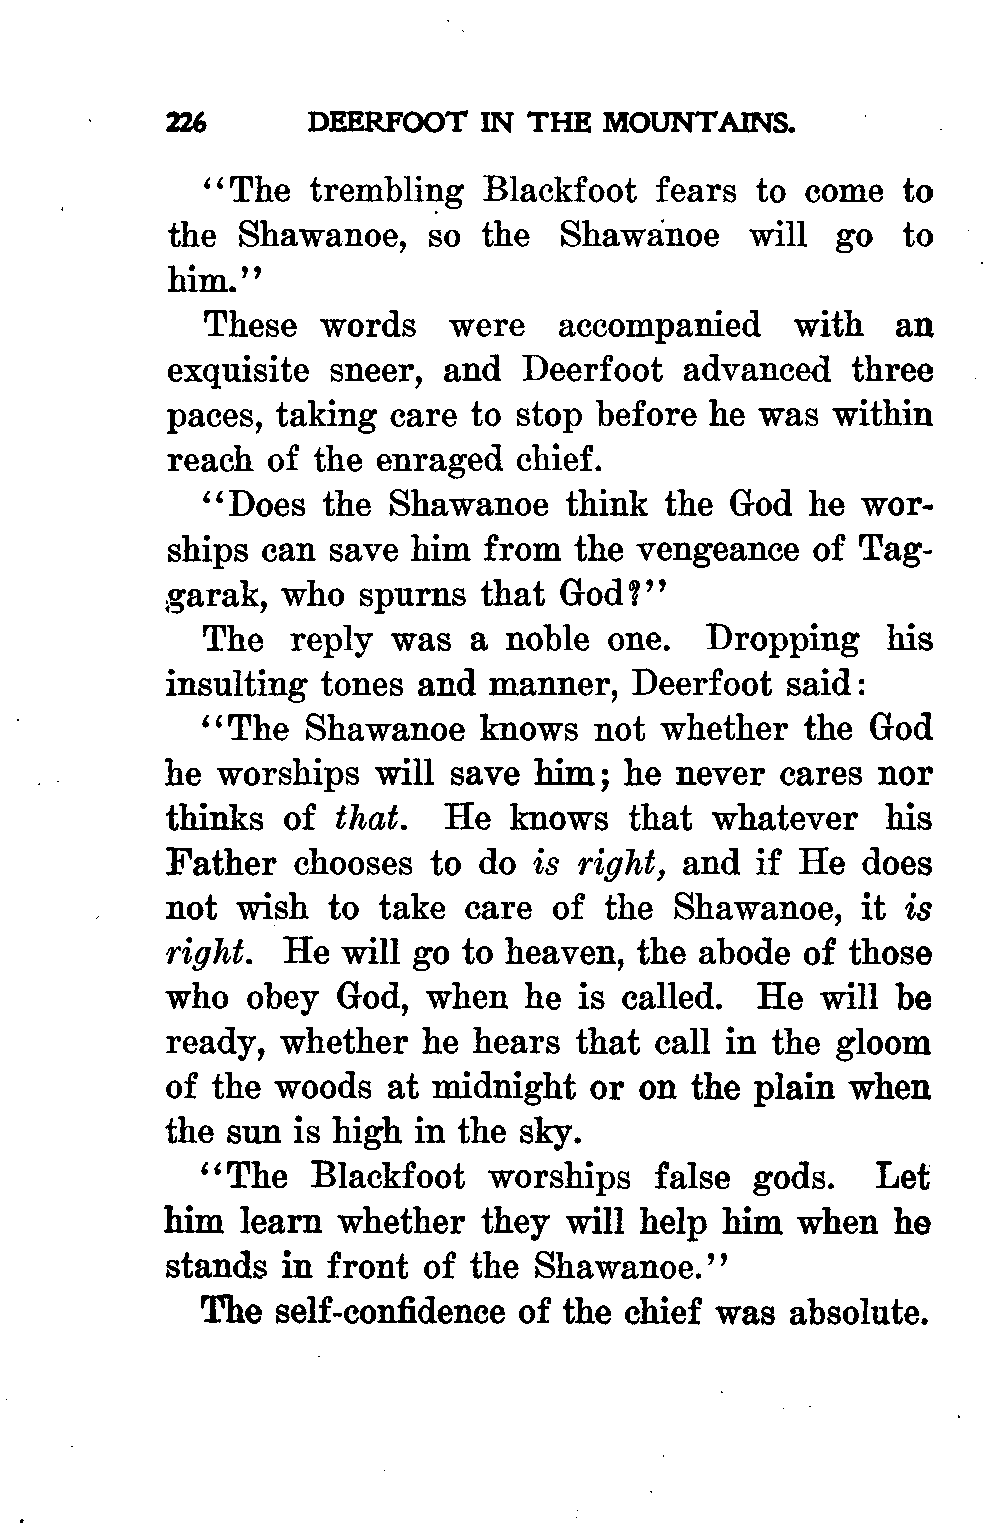 226 DEERFOOT IN THE MOUNTAINS.
"The trembling Blackfoot fears to come to
the Shawanoe, so the Shawanoe will go to
him."
These words were accompanied with an
exquisite sneer, and Deerfoot advanced three
paces, taking care to stop before he was within
reach of the enraged chief.
"Does the Shawanoe think the God he wor-
ships can save him from the vengeance of Tag-
garak, who spurns that God?"
The reply was a noble one. Dropping his
insulting tones and manner, Deerfoot said:
"The Shawanoe knows not whether the God
he worships will save him; he never cares nor
thinks of that. He knows that whatever his
Father chooses to do is right, and if He does
not wish to take care of the Shawanoe, it is
right. He will go to heaven, the abode of those
who obey God, when he is called. He will be
ready, whether he hears that call in the gloom
of the woods at midnight or on the plain when
the sun is high in the sky.
"The Blackfoot worships false gods. Let
him learn whether they will help him when he
stands in front of the Shawanoe."
The self-confidence of the chief was absolute.